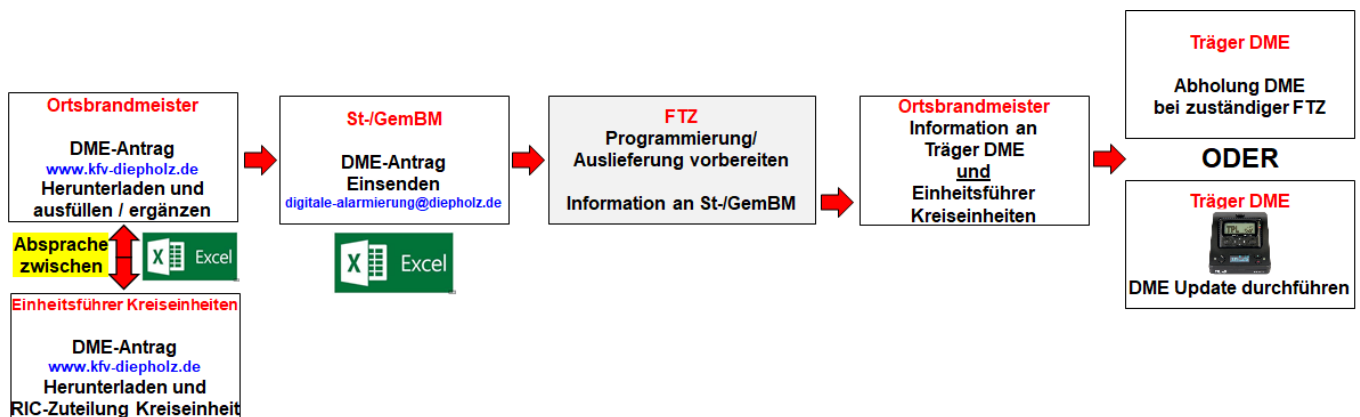 Ortsbrandmeister
DME-Antrag
www.kfv-diepholz.de
Herunterladen und
ausfüllen / ergänzen
Absprache
zwischen
Excel
Einheitsführer Kreiseinheiten
DME-Antrag
www.kfv-diepholz.de
Herunterladen und
RIC-Zuteilung Kreiseinheit
St-/GemBM
DME-Antrag
Einsenden
digitale-alarmierung@diepholz.de
Excel
FTZ
Programmierung/
Auslieferung vorbereiten
Information an St-/GemBM
Ortsbrandmeister
Information an
Träger DME
und
Einheitsführer
Kreiseinheiten
Träger DME
Abholung DME
bei zuständiger FTZ
ODER
Träger DME
DME Update durchführen